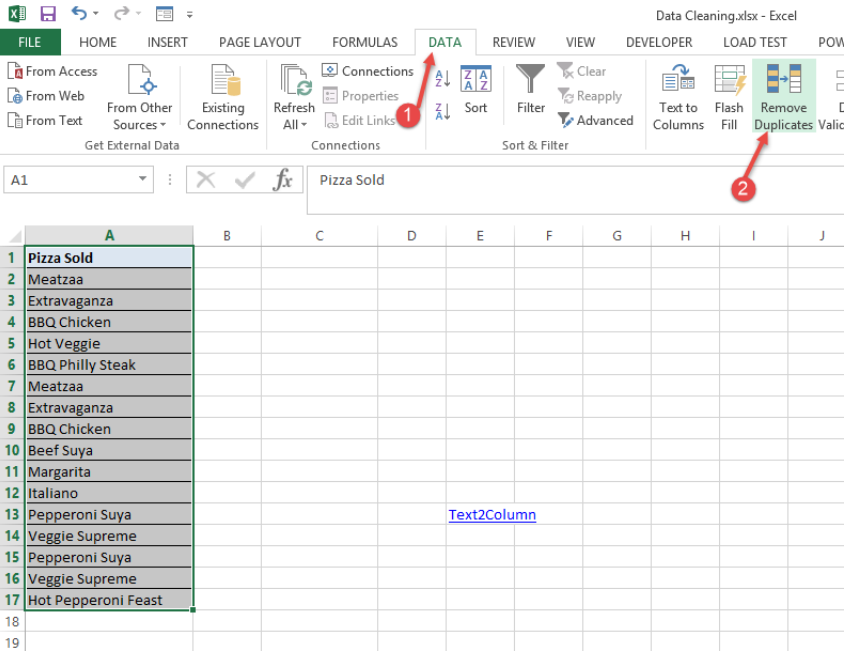 Data Cleaning.xlsx - Excel
FILE HOME INSERT PAGE LAYOUT FORMULAS DATA REVIEW VIEW DEVELOPER LOAD TEST POW
From Access
From Web
From Text
From Other Sources
Get External Data
Existing Connections
Refresh All
Connections
Properties
Edit Links
Connections
1
Sort
Filter
Clear
Reapply
Advanced
Sort & Filter
Text to Columns
Flash Fill
Remove Duplicates
D
Valid
2
A1 fx Pizza Sold
A B C D E F G H I J
1 Pizza Sold
2 Meatzaa
3 Extravaganza
4 BBQ Chicken
5 Hot Veggie
6 BBQ Philly Steak
7 Meatzaa
8 Extravaganza
9 BBQ Chicken
10 Beef Suya
11 Margarita
12 Italiano
13 Pepperoni Suya Text2Column
14 Veggie Supreme
15 Pepperoni Suya
16 Veggie Supreme
17 Hot Pepperoni Feast
18
19